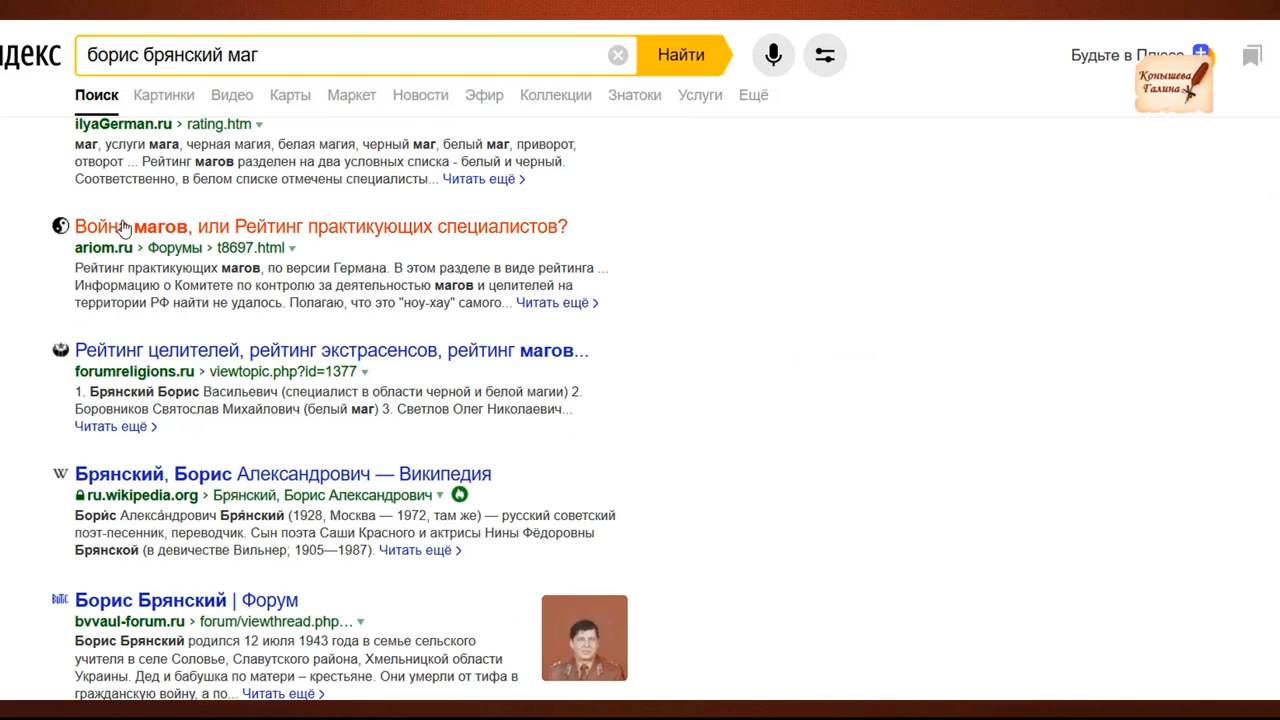 ндекс
борис брянский маг
Найти
Будьте в Плюсе
Конышева
Галина
Поиск Картинки Видео Карты Маркет Новости Эфир Коллекции Знатоки Услуги Ещё
ilyaGerman.ru › rating.htm
маг, услуги мага, черная магия, белая магия, черный маг, белый маг, приворот,
отворот ... Рейтинг магов разделен на два условных списка - белый и черный.
Соответственно, в белом списке отмечены специалисты... Читать ещё ›
Война магов, или Рейтинг практикующих специалистов?
ariom.ru › Форумы › t8697.html
Рейтинг практикующих магов, по версии Германа. В этом разделе в виде рейтинга ...
Информацию о Комитете по контролю за деятельностью магов и целителей на
территории РФ найти не удалось. Полагаю, что это "ноу-хау" самого... Читать ещё ›
Рейтинг целителей, рейтинг экстрасенсов, рейтинг магов...
forumreligions.ru › viewtopic.php?id=1377
1. Брянский Борис Васильевич (специалист в области черной и белой магии) 2.
Боровников Святослав Михайлович (белый маг) 3. Светлов Олег Николаевич...
Читать ещё ›
W Брянский, Борис Александрович — Википедия
ru.wikipedia.org › Брянский, Борис Александрович
Бори́с Алекса́ндрович Бря́нский (1928, Москва — 1972, там же) — русский советский
поэт-песенник, переводчик. Сын поэта Саши Красного и актрисы Нины Фёдоровны
Брянской (в девичестве Вильнер; 1905—1987). Читать ещё ›
Борис Брянский | Форум
bvvaul-forum.ru › forum/viewthread.php...
Борис Брянский родился 12 июля 1943 года в семье сельского
учителя в селе Соловье, Славутского района, Хмельницкой области
Украины. Дед и бабушка по матери – крестьяне. Они умерли от тифа в
гражданскую войну, а по... Читать ещё ›